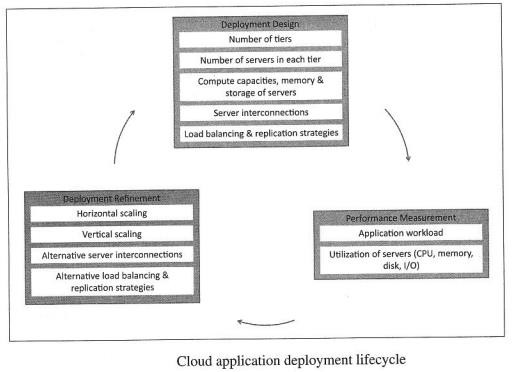 Deployment Design
Number of tiers
Number of servers in each tier
Compute capacities, memory &
storage of servers
Server interconnections
Load balancing & replication strategies
Deployment Refinement
Horizontal scaling
Vertical scaling
Alternative server interconnections
Alternative load balancing &
replication strategies
Performance Measurement
Application workload
Utilization of servers (CPU, memory,
disk, I/O)
Cloud application deployment lifecycle